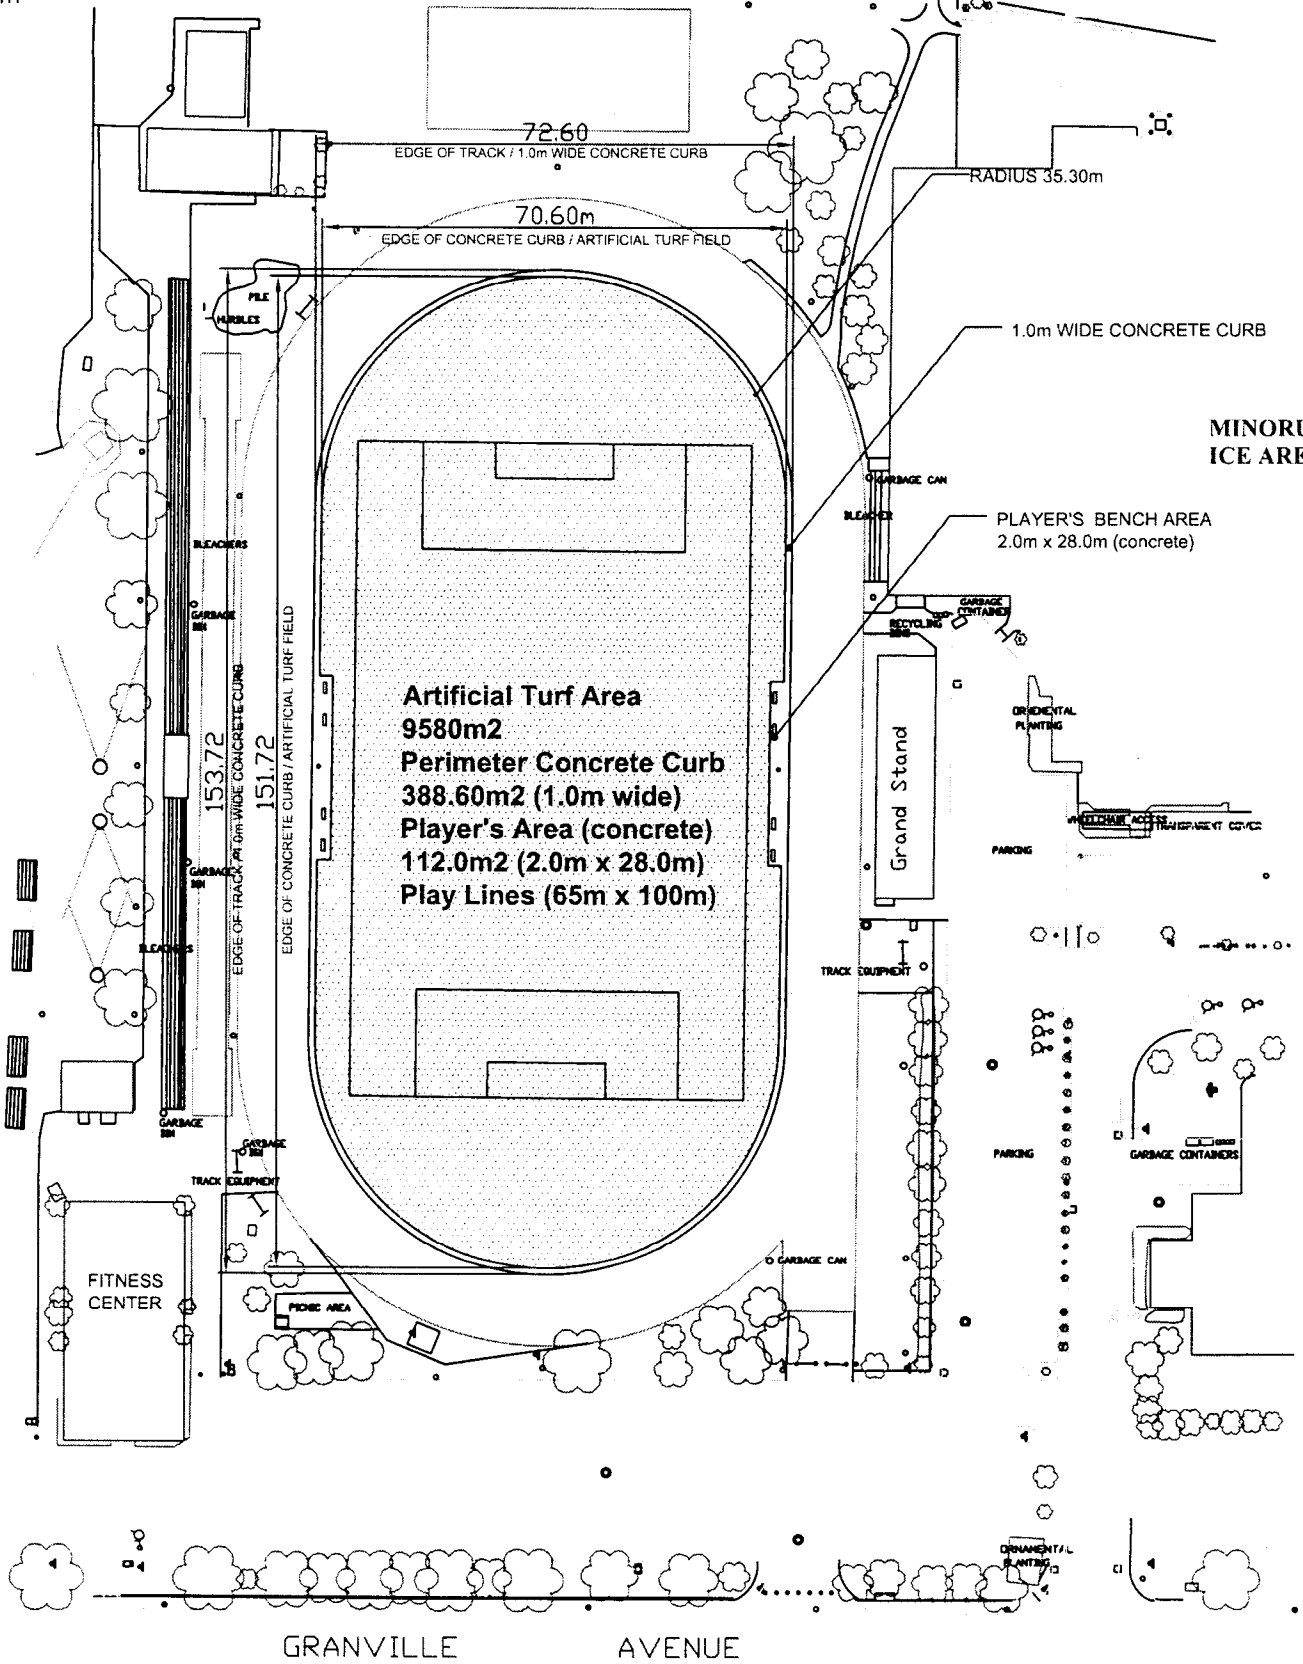 72.60
EDGE OF TRACK / 1.0m WIDE CONCRETE CURB
RADIUS 35.30m
70.60m
EDGE OF CONCRETE CURB / ARTIFICIAL TURF FIELD
PILE
HURDLES
1.0m WIDE CONCRETE CURB
MINORU
ICE ARE
GARBAGE CAN
BLEACHER
PLAYER'S BENCH AREA
2.0m x 28.0m (concrete)
BLEACHERS
GARBAGE
BIN
GARBAGE
CONTAINER
RECYCLING
BINS
153.72
EDGE OF TRACK / 1.0m WIDE CONCRETE CURB
151.72
EDGE OF CONCRETE CURB / ARTIFICIAL TURF FIELD
Artificial Turf Area
9580m2
Perimeter Concrete Curb
388.60m2 (1.0m wide)
Player's Area (concrete)
112.0m2 (2.0m x 28.0m)
Play Lines (65m x 100m)
Grand Stand
ORNEMENTAL
PLANTING
WHEELCHAIR ACCESS
TRANSPARENT COVER
PARKING
GARBAGE
BIN
BLEACHERS
TRACK EQUIPMENT
GARBAGE
BIN
GARBAGE
BIN
PARKING
GARBAGE CONTAINERS
TRACK EQUIPMENT
GARBAGE CAN
FITNESS
CENTER
PICNIC AREA
ORNAMENTAL
PLANTING
GRANVILLE AVENUE